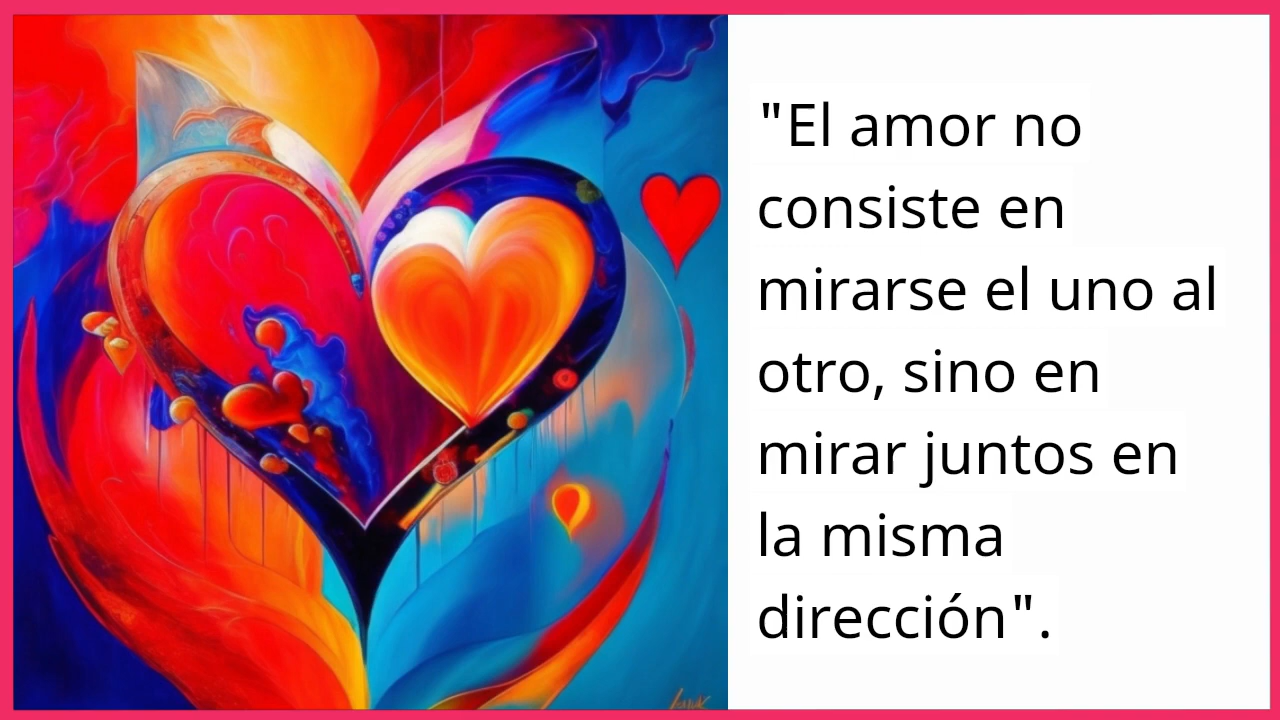 "El amor no
consiste en
mirarse el uno al
otro, sino en
mirar juntos en
la misma
dirección".